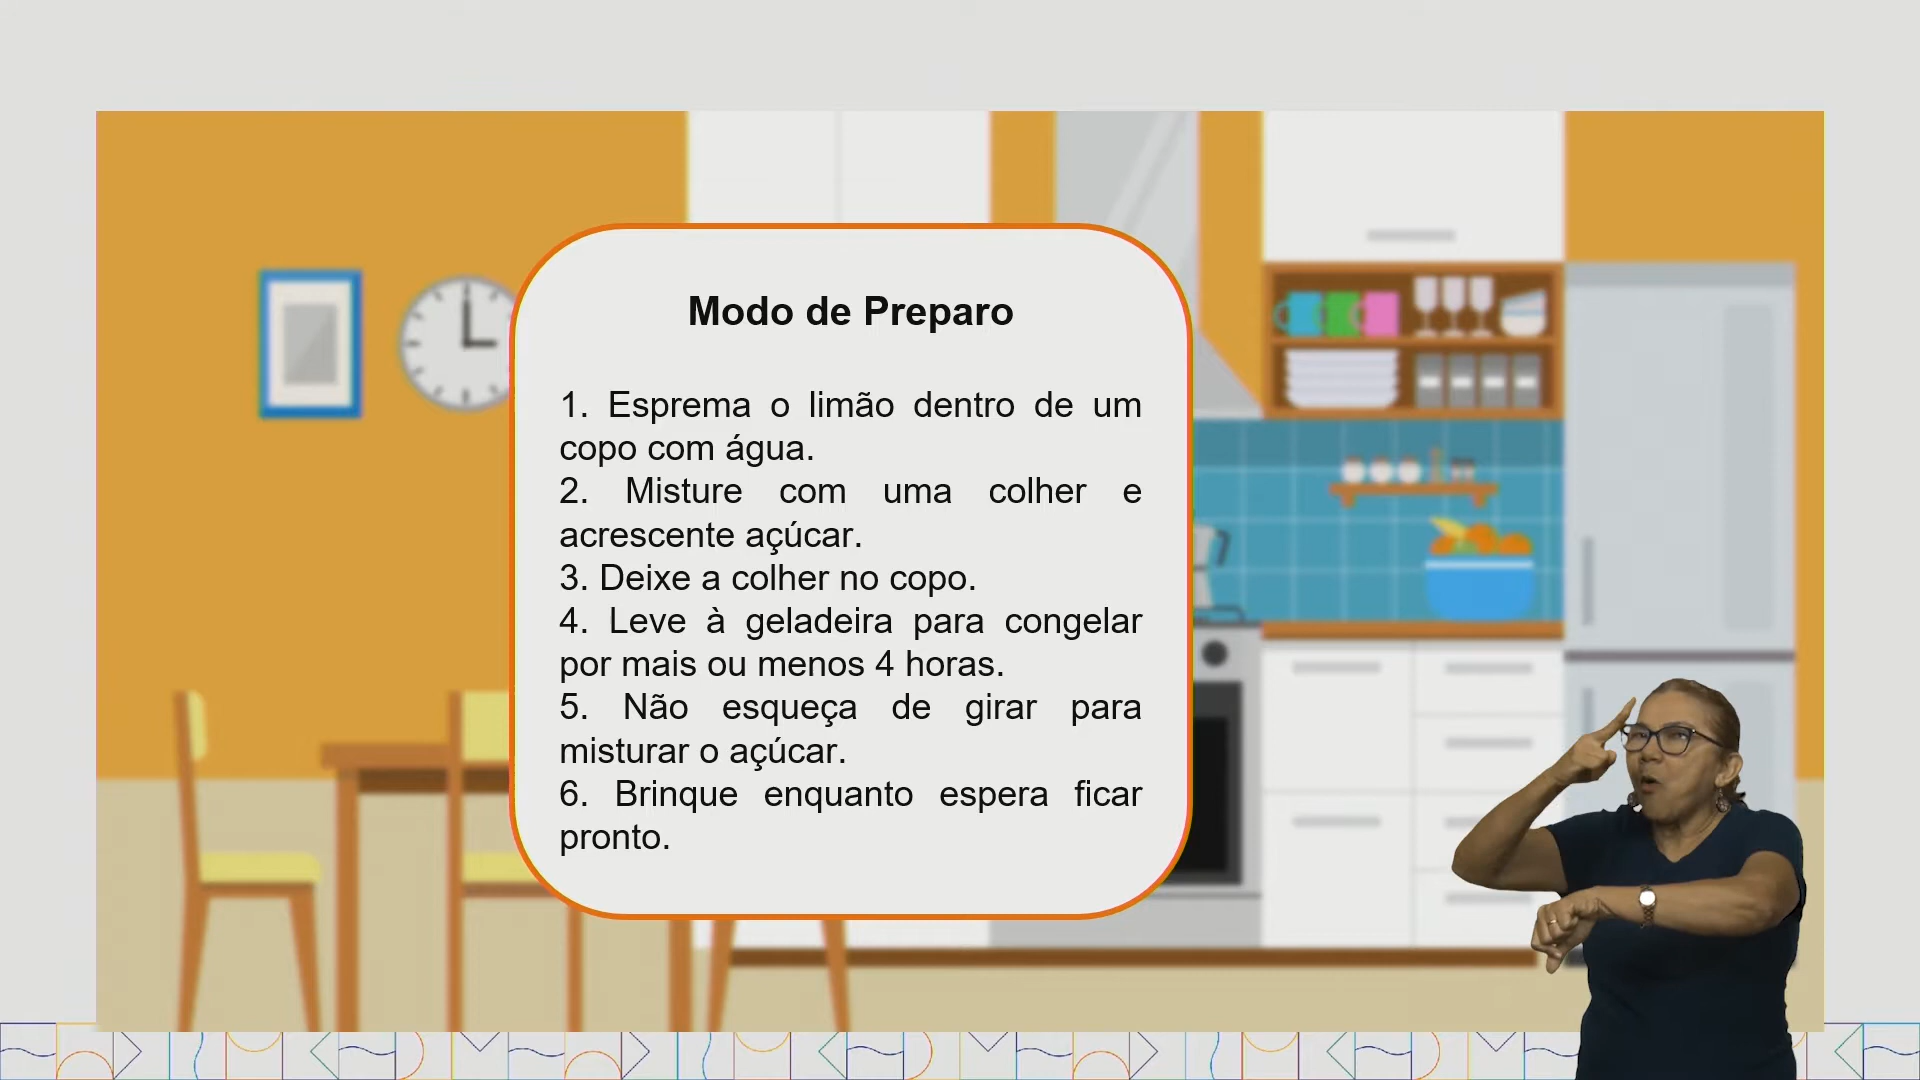 Modo de Preparo
1. Esprema o limão dentro de um
copo com água.
2. Misture com uma colher e
acrescente açúcar.
3. Deixe a colher no copo.
4. Leve à geladeira para congelar
por mais ou menos 4 horas.
5. Não esqueça de girar para
misturar o açúcar.
6. Brinque enquanto espera ficar
pronto.